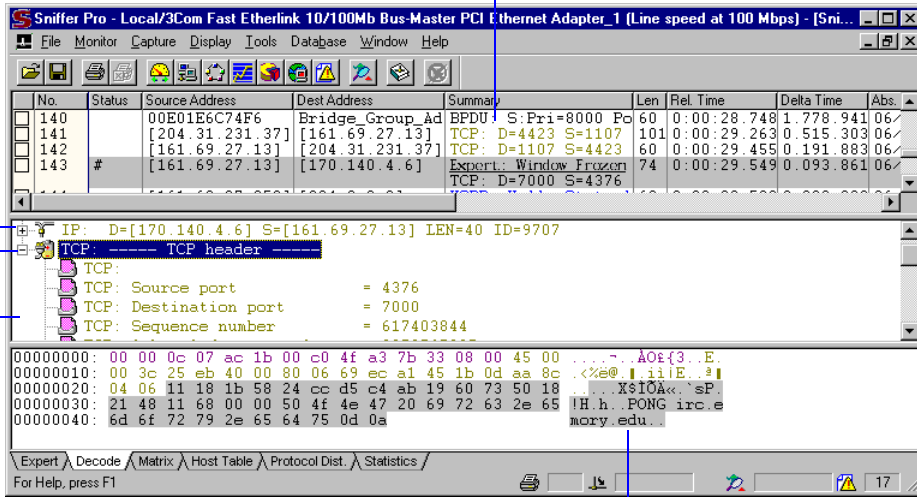 Sniffer Pro - Local/3Com Fast Etherlink 10/100Mb Bus-Master PCI Ethernet Adapter_1 (Line speed at 100 Mbps) - [Sni...
File Monitor Capture Display Tools Database Window Help
No. Status Source Address Dest Address Summary Len Rel. Time Delta Time Abs.
140 00E01E6C74F6 Bridge_Group_Ad BPDU: S:Pri=8000 Po 60 0:00:28.748 1.778.941 06/
141 [204.31.231.37] [161.69.27.13] TCP: D=4423 S=1107 101 0:00:29.263 0.515.303 06/
142 [161.69.27.13] [204.31.231.37] TCP: D=1107 S=4423 60 0:00:29.455 0.191.883 06/
143 # [161.69.27.13] [170.140.4.6] Expert: Window Frozen 74 0:00:29.549 0.093.861 06/
TCP: D=7000 S=4376
IP: D=[170.140.4.6] S=[161.69.27.13] LEN=40 ID=9707
TCP: ----- TCP header -----
TCP:
TCP: Source port = 4376
TCP: Destination port = 7000
TCP: Sequence number = 617403844
00000000: 00 00 0c 07 ac 1b 00 c0 4f a3 7b 33 08 00 45 00 ....¬..ÀO£{3..E.
00000010: 00 3c 25 eb 40 00 80 06 69 ec a1 45 1b 0d aa 8c .<%ë@.▌.iì¡E..ª▌
00000020: 04 06 11 18 1b 58 24 cc d5 c4 ab 19 60 73 50 18 .....X$ÌÕÄ«.`sP.
00000030: 21 48 11 68 00 00 50 4f 4e 47 20 69 72 63 2e 65 !H.h..PONG irc.e
00000040: 6d 6f 72 79 2e 65 64 75 0d 0a mory.edu..
Expert Decode Matrix Host Table Protocol Dist. Statistics
For Help, press F1 17